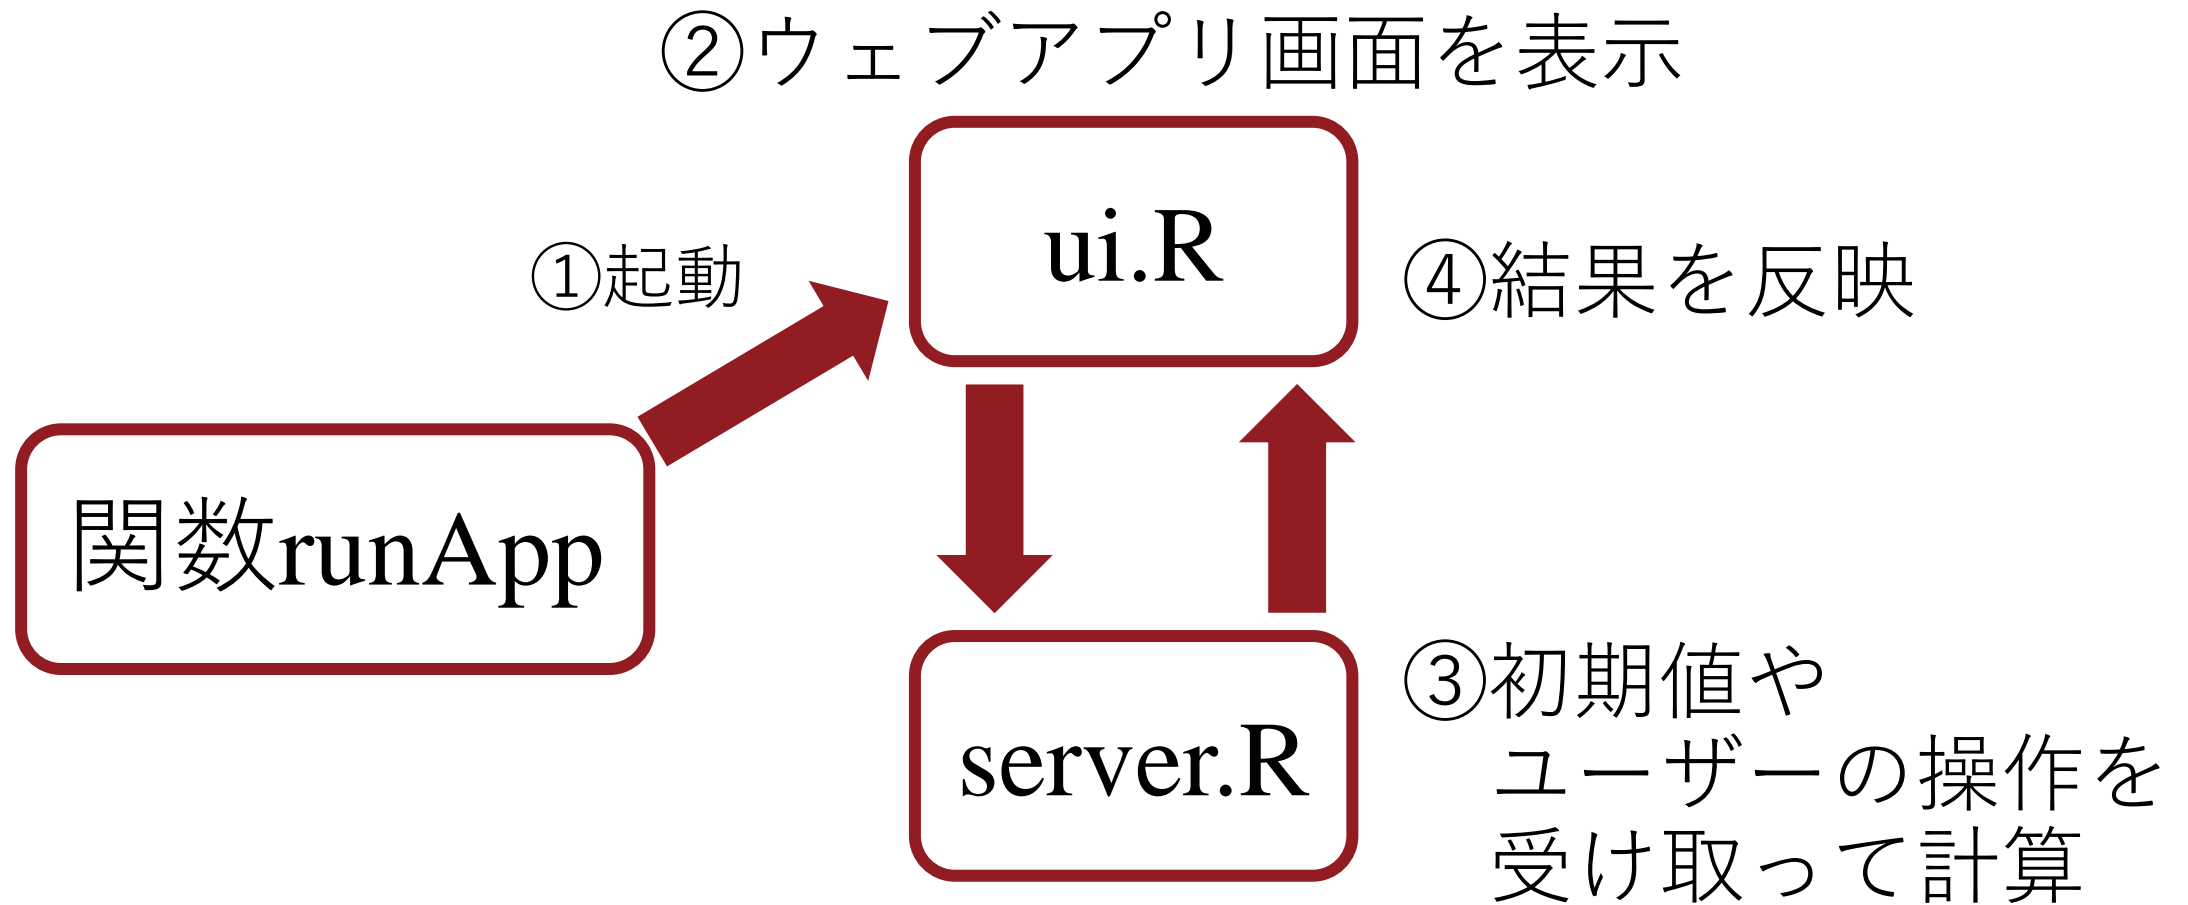 ②ウェブアプリ画面を表示
ui.R
①起動
④結果を反映
関数runApp
server.R
③初期値や
ユーザーの操作を
受け取って計算